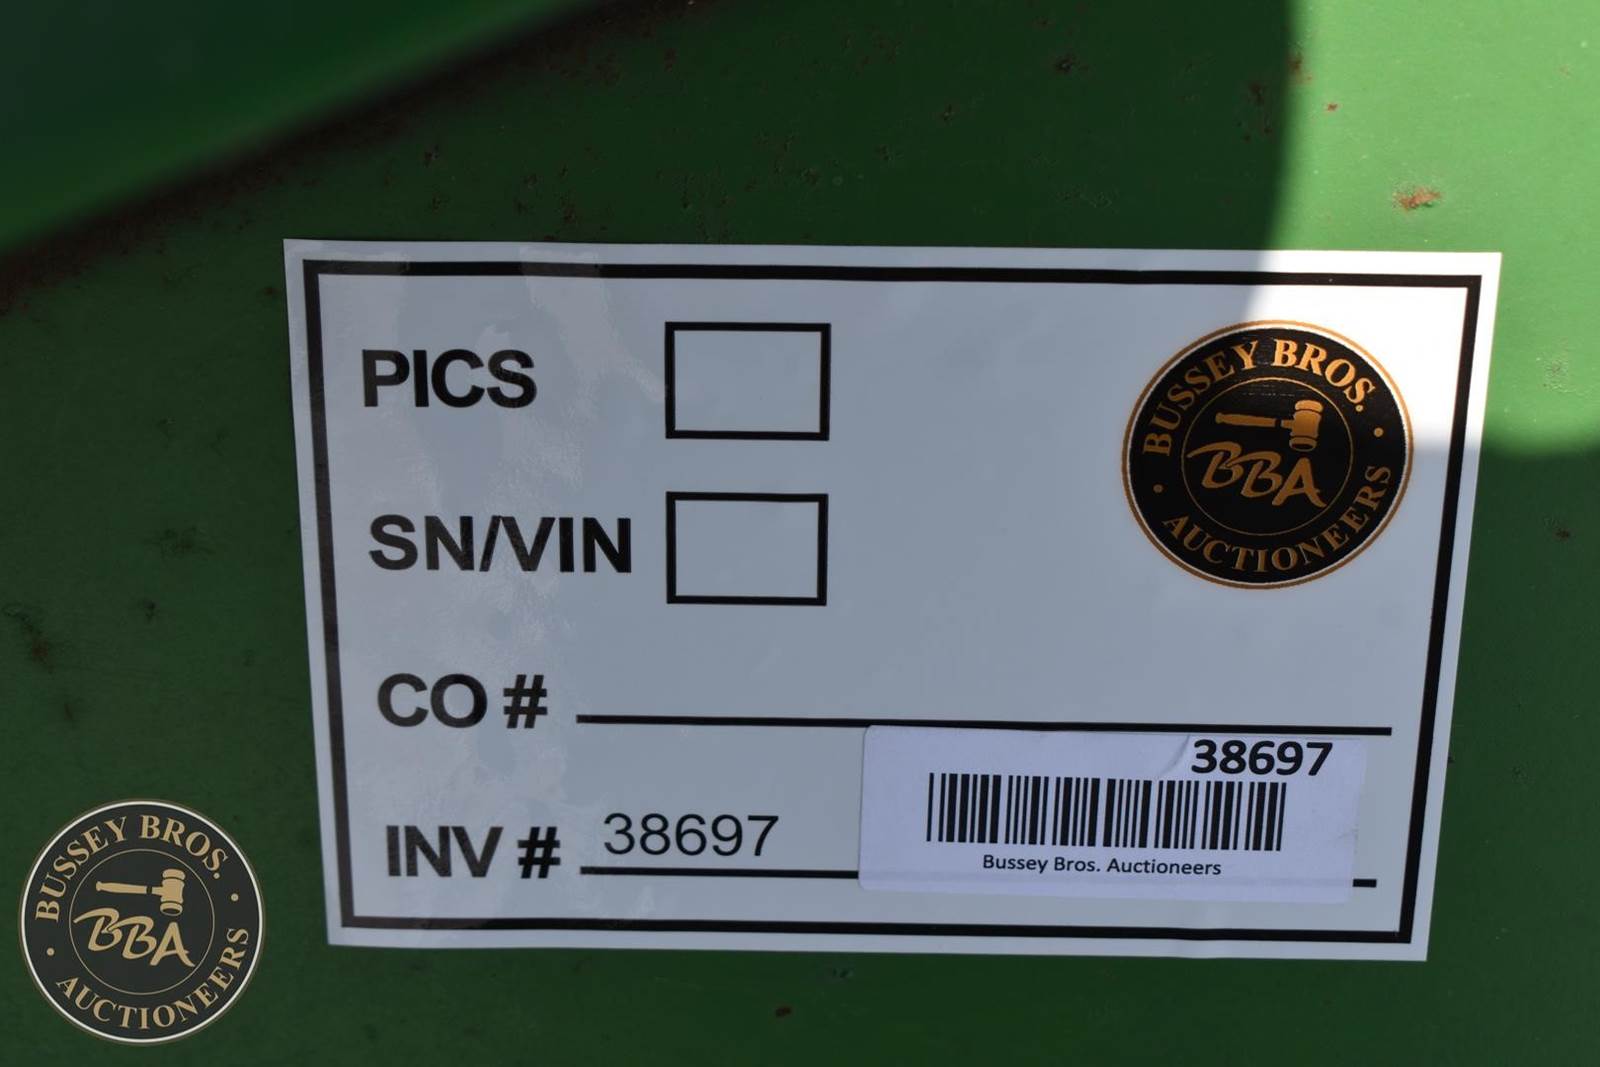 PICS
BUSSEY BROS.
BBA
AUCTIONEERS
SN/VIN
CO #
38697
INV # 38697
Bussey Bros. Auctioneers
BUSSEY BROS.
BBA
AUCTIONEERS